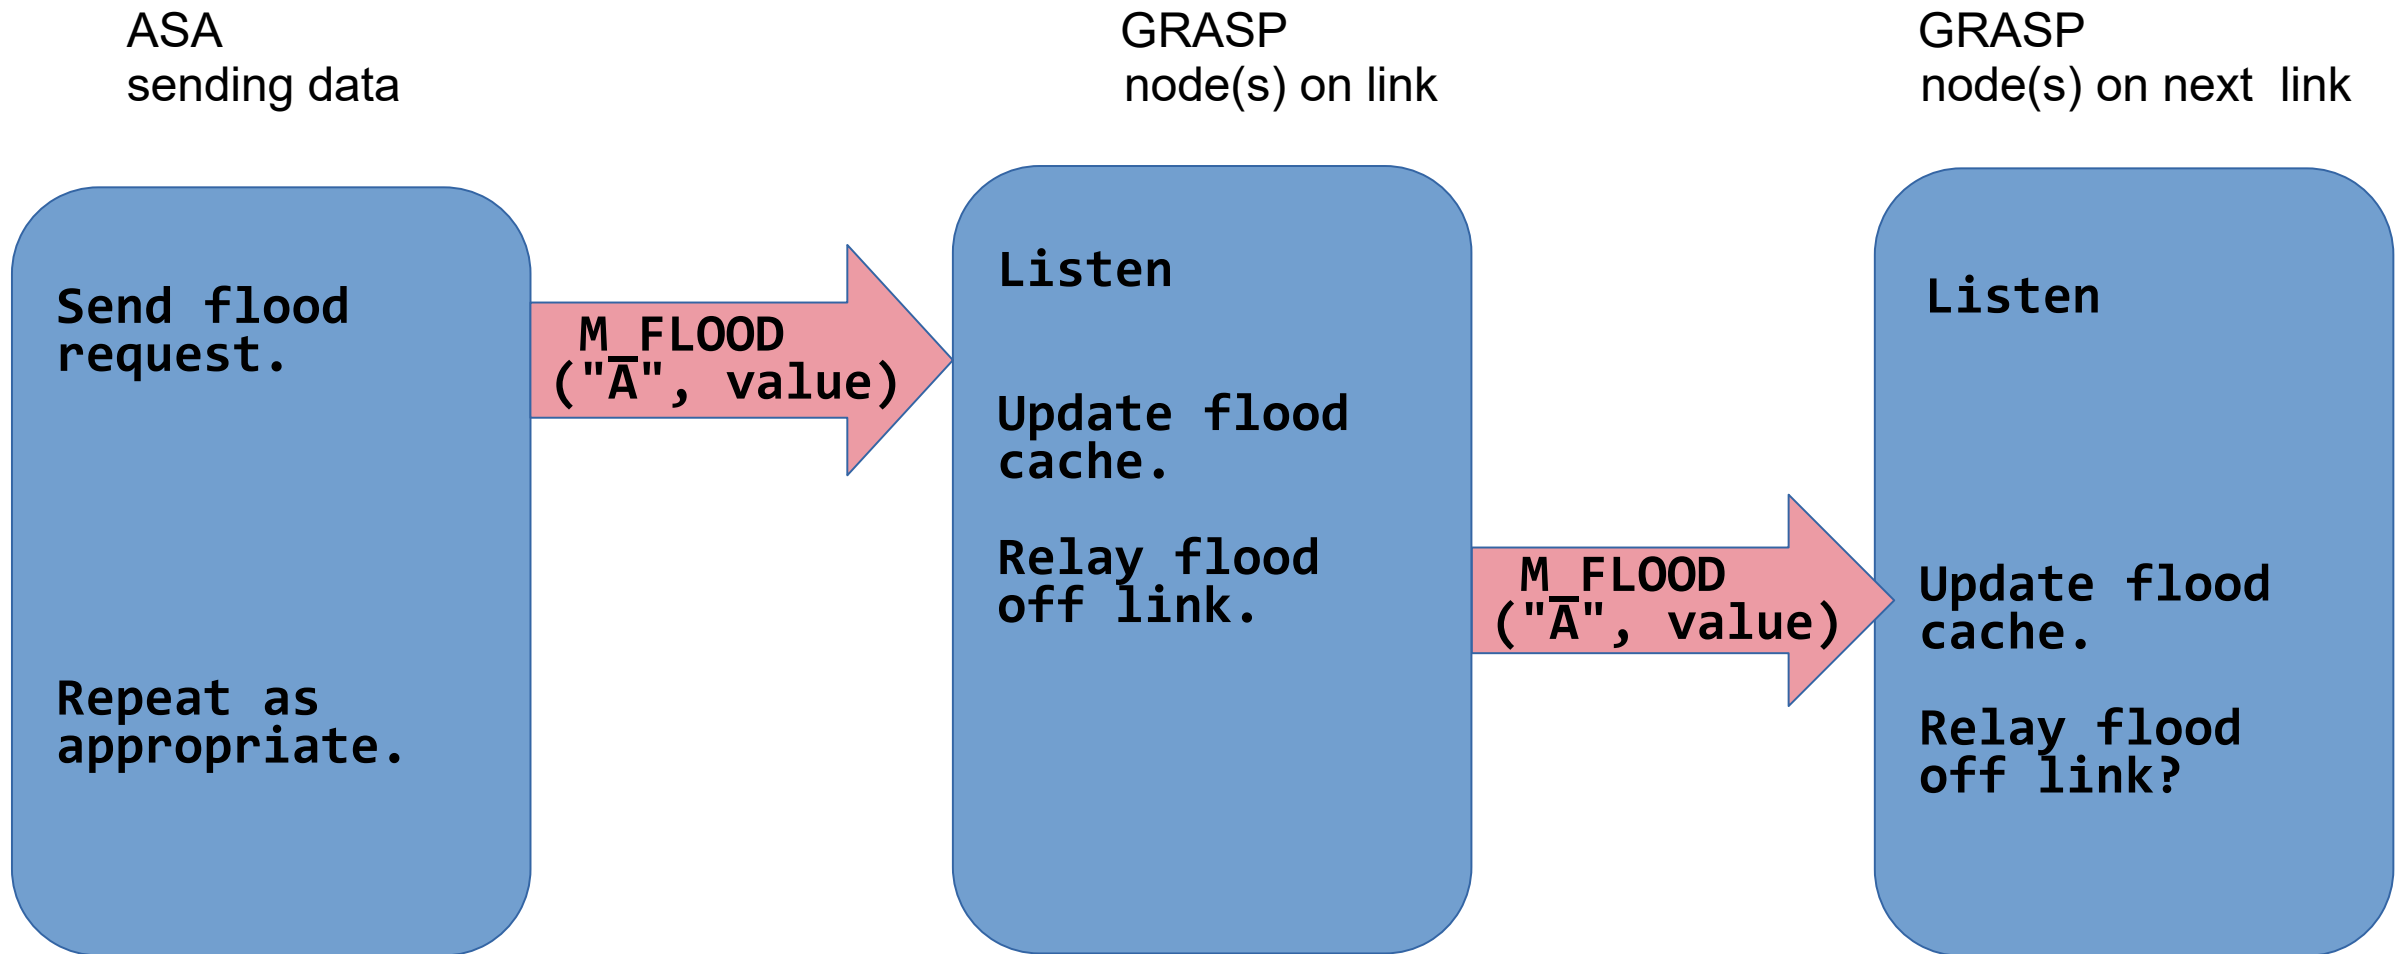 ASA
sending data
GRASP
node(s) on link
GRASP
node(s) on next  link
Send flood
request.
Repeat as
appropriate.
M_FLOOD
("A", value)
Listen
Update flood
cache.
Relay flood
off link.
M_FLOOD
("A", value)
Listen
Update flood
cache.
Relay flood
off link?